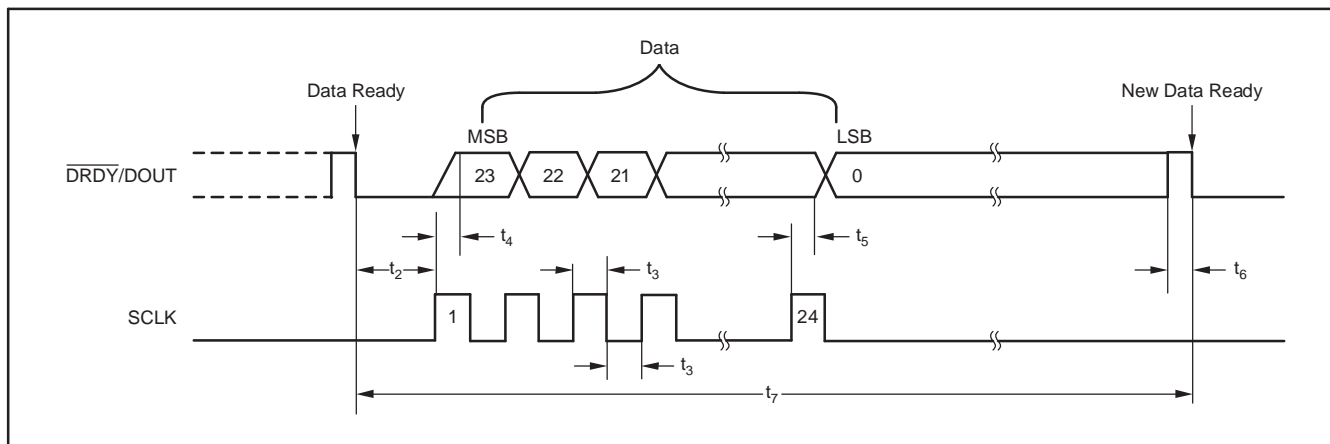 Data
Data Ready
New Data Ready
MSB
LSB
DRDY/DOUT
23
22
21
0
t4
t5
t2
t3
t6
SCLK
1
24
t3
t7